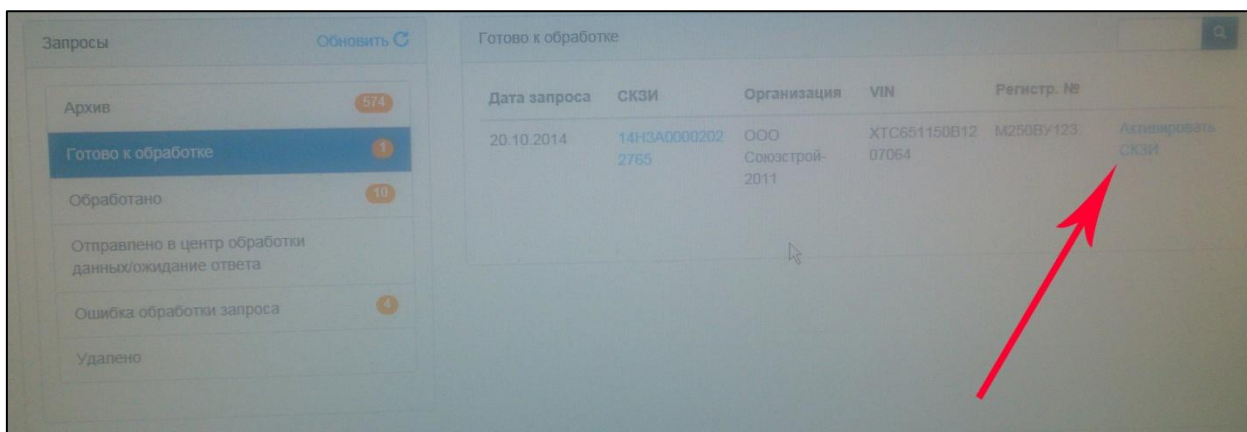 Запросы
Обновить
Архив
574
Готово к обработке
1
Обработано
10
Отправлено в центр обработки
данных/ожидание ответа
Ошибка обработки запроса
4
Удалено
Готово к обработке
Дата запроса СКЗИ Организация VIN Регистр. №
20.10.2014 14Н3А0000202 ООО XTC651150B12 М250ВУ123 Активировать
2765 Союзстрой- 07064 СКЗИ
2011